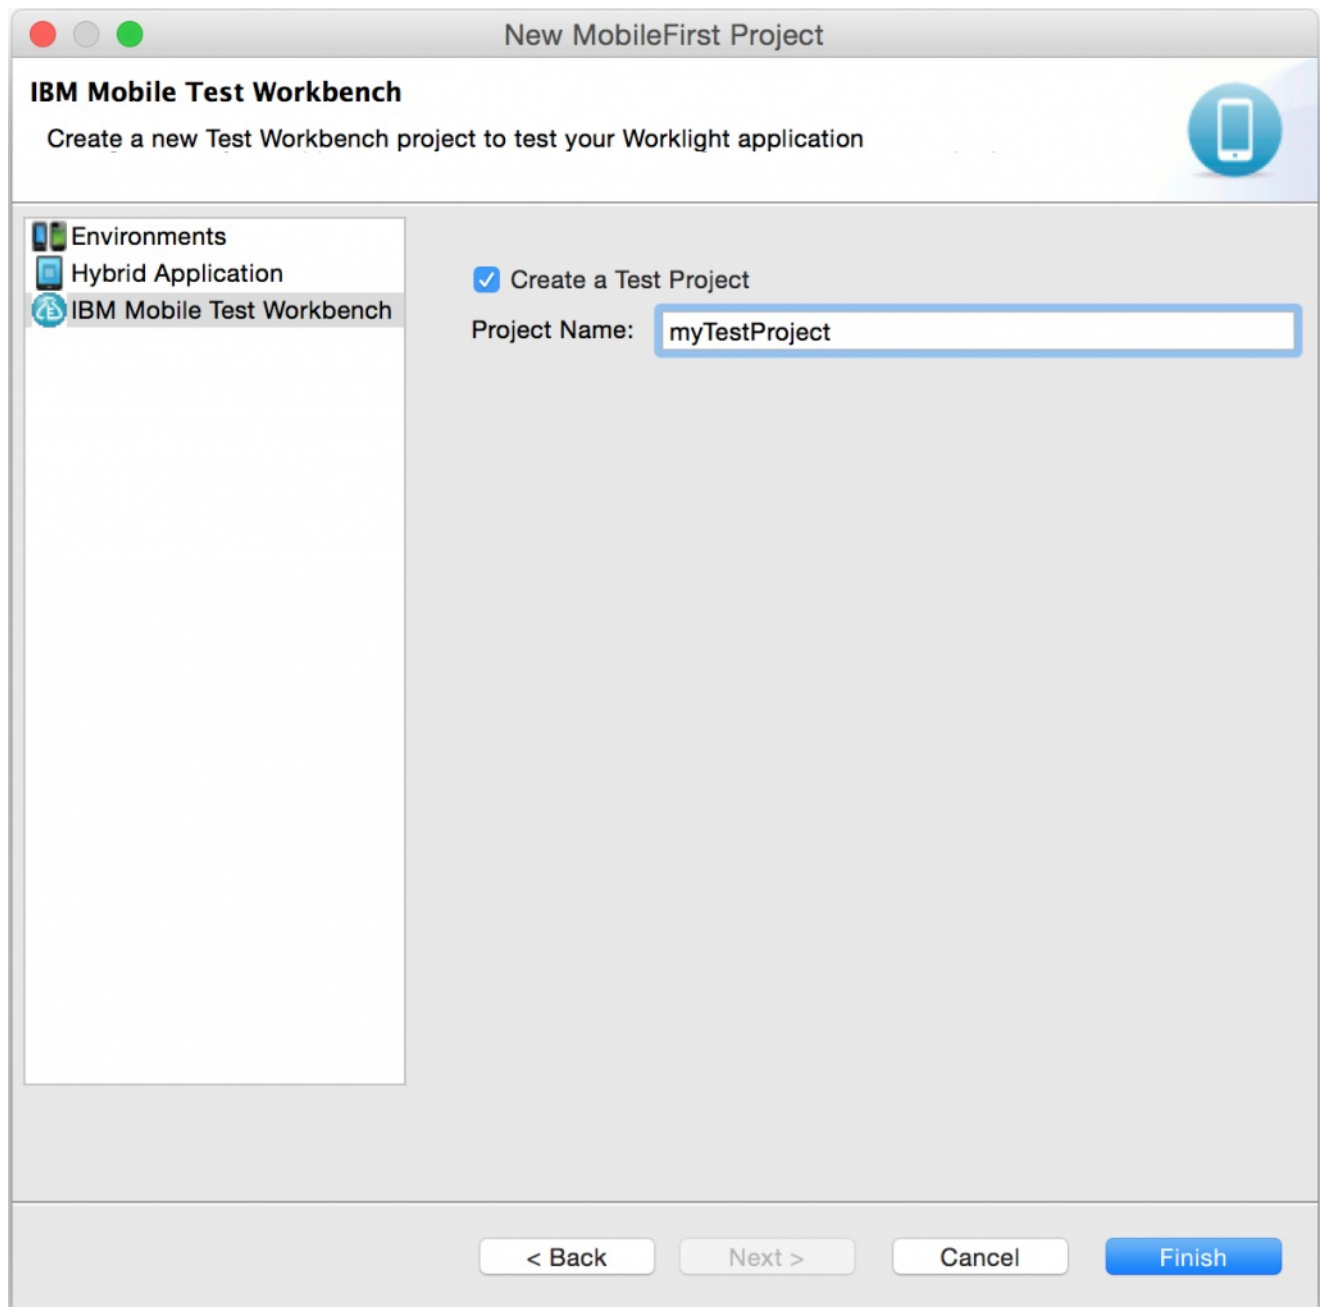 New MobileFirst Project
IBM Mobile Test Workbench
Create a new Test Workbench project to test your Worklight application
Environments
Hybrid Application
IBM Mobile Test Workbench
Create a Test Project
Project Name: myTestProject
< Back Next > Cancel Finish